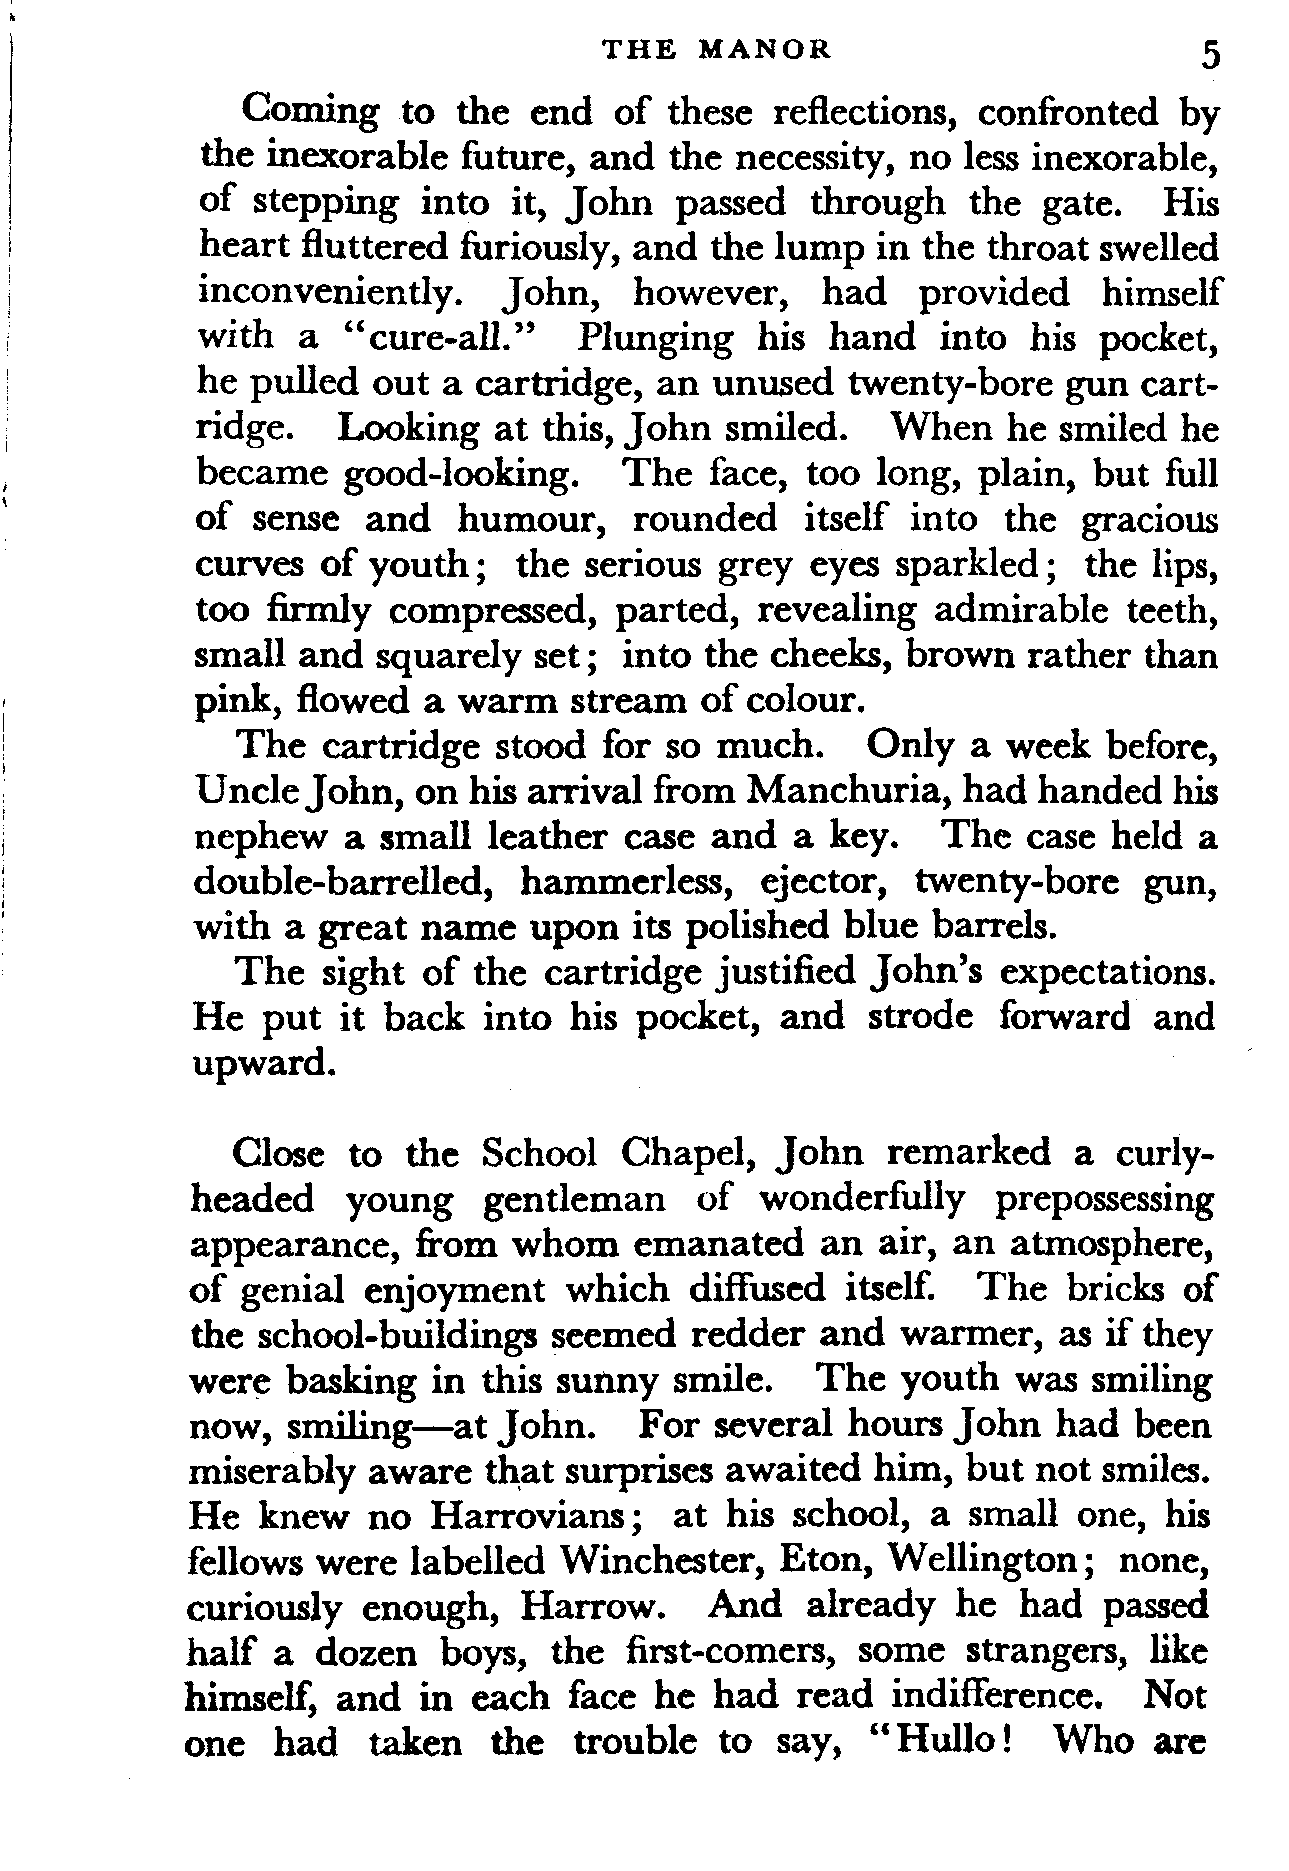 THE MANOR 5
Coming to the end of these reflections, confronted by
the inexorable future, and the necessity, no less inexorable,
of stepping into it, John passed through the gate. His
heart fluttered furiously, and the lump in the throat swelled
inconveniently. John, however, had provided himself
with a “cure-all.” Plunging his hand into his pocket,
he pulled out a cartridge, an unused twenty-bore gun cart-
ridge. Looking at this, John smiled. When he smiled he
became good-looking. The face, too long, plain, but full
of sense and humour, rounded itself into the gracious
curves of youth; the serious grey eyes sparkled; the lips,
too firmly compressed, parted, revealing admirable teeth,
small and squarely set; into the cheeks, brown rather than
pink, flowed a warm stream of colour.
The cartridge stood for so much. Only a week before,
Uncle John, on his arrival from Manchuria, had handed his
nephew a small leather case and a key. The case held a
double-barrelled, hammerless, ejector, twenty-bore gun,
with a great name upon its polished blue barrels.
The sight of the cartridge justified John’s expectations.
He put it back into his pocket, and strode forward and
upward.
Close to the School Chapel, John remarked a curly-
headed young gentleman of wonderfully prepossessing
appearance, from whom emanated an air, an atmosphere,
of genial enjoyment which diffused itself. The bricks of
the school-buildings seemed redder and warmer, as if they
were basking in this sunny smile. The youth was smiling
now, smiling—at John. For several hours John had been
miserably aware that surprises awaited him, but not smiles.
He knew no Harrovians; at his school, a small one, his
fellows were labelled Winchester, Eton, Wellington; none,
curiously enough, Harrow. And already he had passed
half a dozen boys, the first-comers, some strangers, like
himself, and in each face he had read indifference. Not
one had taken the trouble to say, “Hullo! Who are